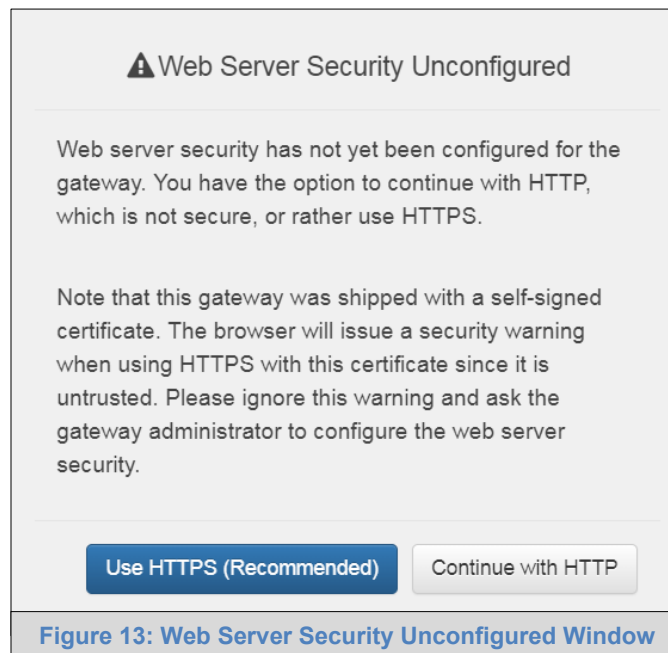 Web Server Security Unconfigured
Web server security has not yet been configured for the
gateway. You have the option to continue with HTTP,
which is not secure, or rather use HTTPS.
Note that this gateway was shipped with a self-signed
certificate. The browser will issue a security warning
when using HTTPS with this certificate since it is
untrusted. Please ignore this warning and ask the
gateway administrator to configure the web server
security.
Use HTTPS (Recommended)
Continue with HTTP
Figure 13: Web Server Security Unconfigured Window